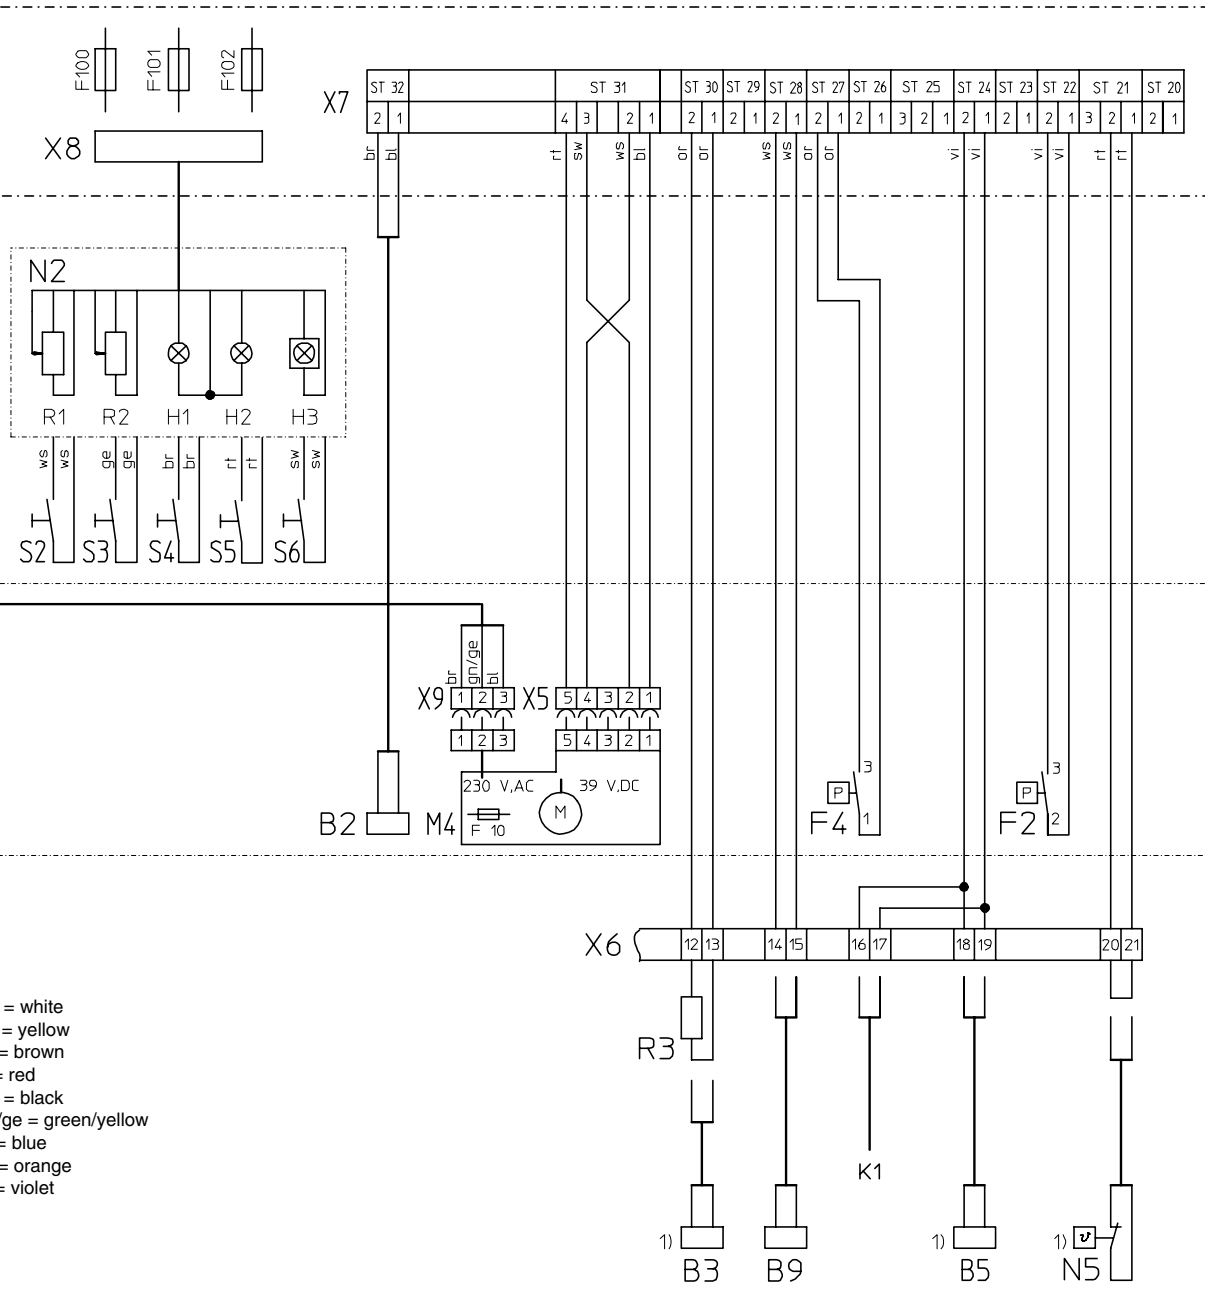 F100 F101 F102
X8
X7
ST 32 ST 31 ST 30 ST 29 ST 28 ST 27 ST 26 ST 25 ST 24 ST 23 ST 22 ST 21 ST 20
2 1 4 3 2 1 2 1 2 1 2 1 2 1 2 1 3 2 1 2 1 2 1 2 1 3 2 1 2 1
br bl rt sw ws bl or or ws ws or or vi vi vi vi rt rt
N2
R1 R2 H1 H2 H3
ws ws ge ge br br rt rt sw sw
S2 S3 S4 S5 S6
br gn/ge bl
X9 1 2 3 X5 5 4 3 2 1
1 2 3 5 4 3 2 1
230 V,AC 39 V,DC
M4 F 10 M
B2
P 3 1
F4
P 3 2
F2
X6 12 13 14 15 16 17 18 19 20 21
= white
= yellow
= brown
= red
= black
/ge = green/yellow
= blue
= orange
= violet
R3
K1
1) 1) 1) ϑ
B3 B9 B5 N5